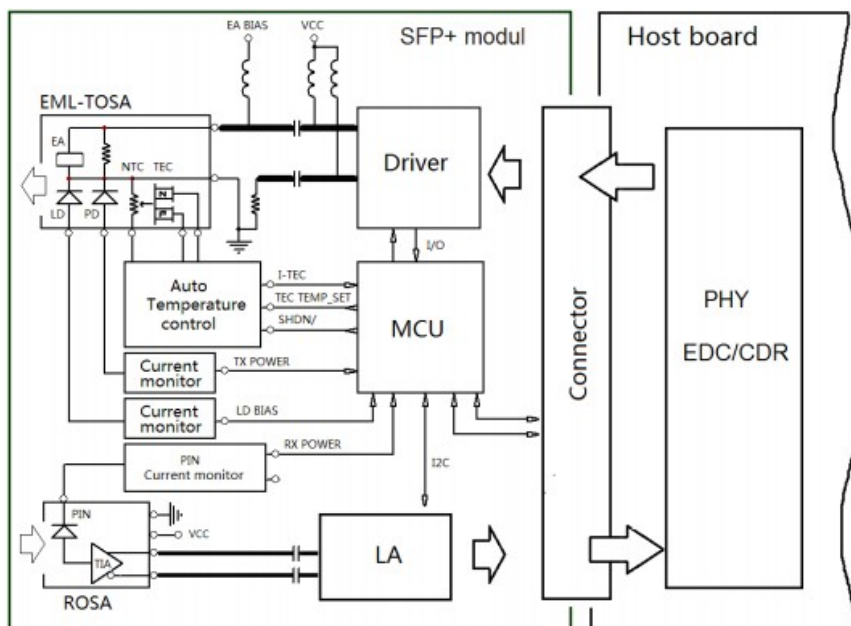 EA BIAS
VCC
SFP+ modul
Host board
EML-TOSA
EA
NTC TEC
N
P
LD
PD
Driver
I/O
Auto
Temperature
control
I-TEC
TEC TEMP_SET
SHDN/
MCU
Connector
PHY
EDC/CDR
Current
monitor
TX POWER
Current
monitor
LD BIAS
PIN
Current monitor
RX POWER
I2C
PIN
VCC
TIA
LA
ROSA